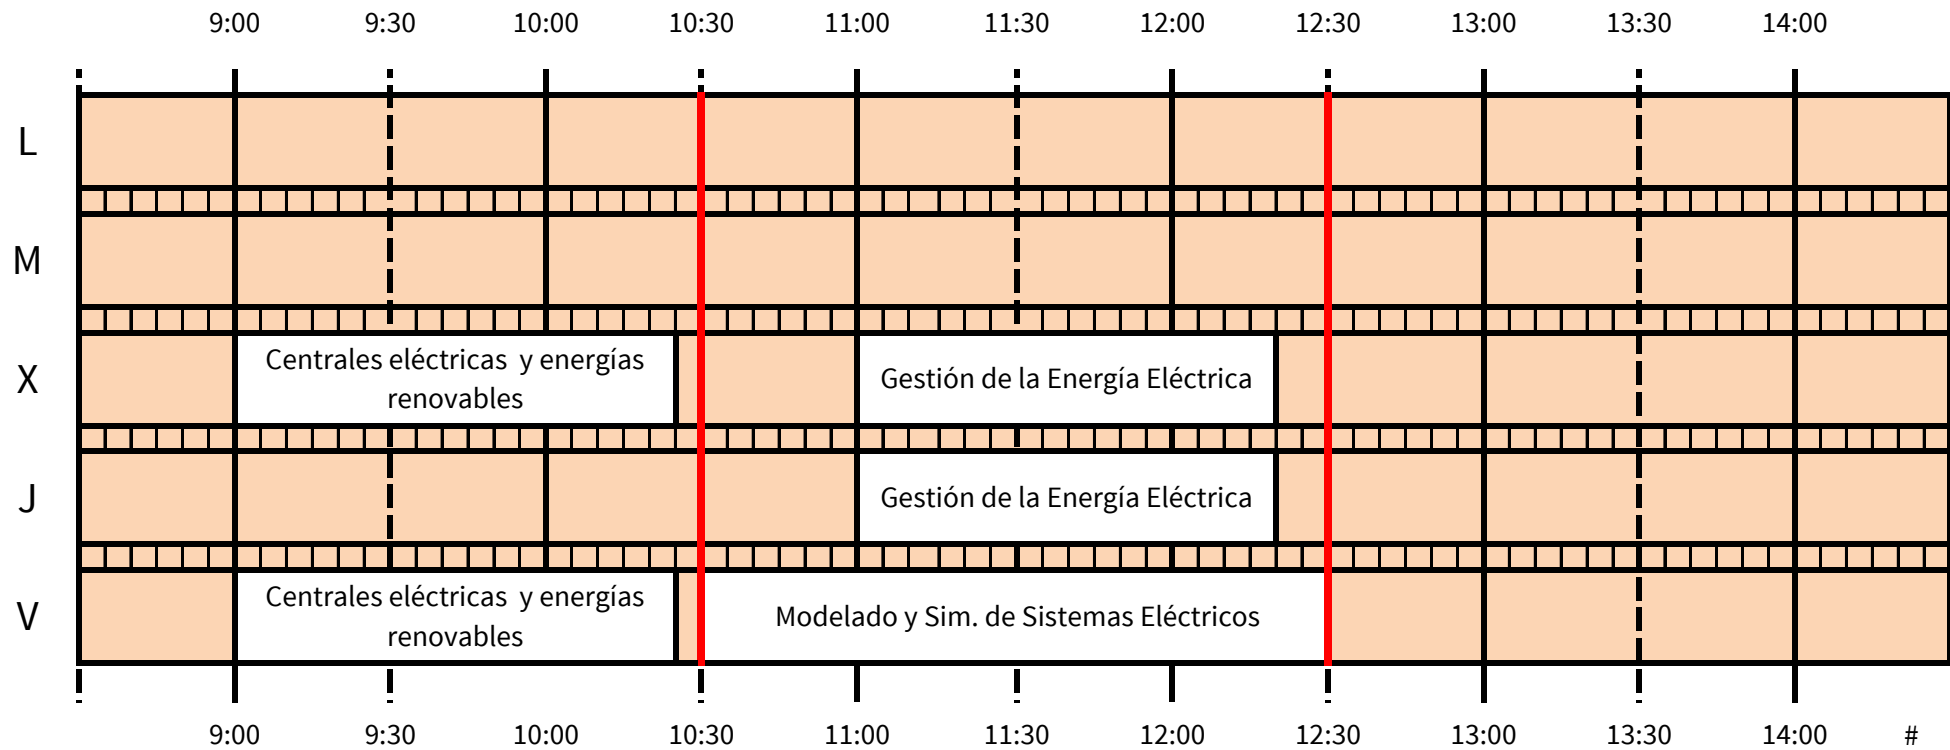 9:00 9:30 10:00 10:30 11:00 11:30 12:00 12:30 13:00 13:30 14:00
L
M
X
Centrales eléctricas  y energías
renovables
Gestión de la Energía Eléctrica
J
Gestión de la Energía Eléctrica
V
Centrales eléctricas  y energías
renovables
Modelado y Sim. de Sistemas Eléctricos
9:00 9:30 10:00 10:30 11:00 11:30 12:00 12:30 13:00 13:30 14:00 #